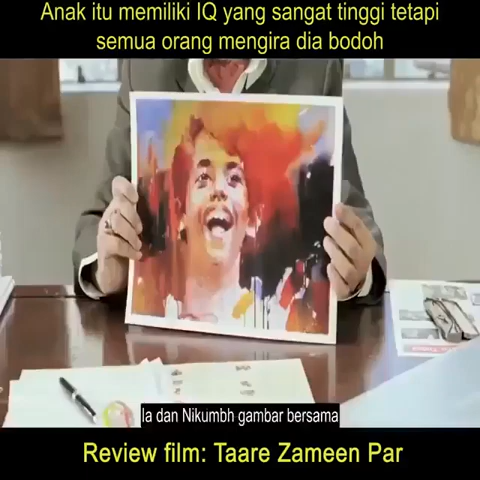 Anak itu memiliki IQ yang sangat tinggi tetapi
semua orang mengira dia bodoh
Ia dan Nikumbh gambar bersama
Review film: Taare Zameen Par